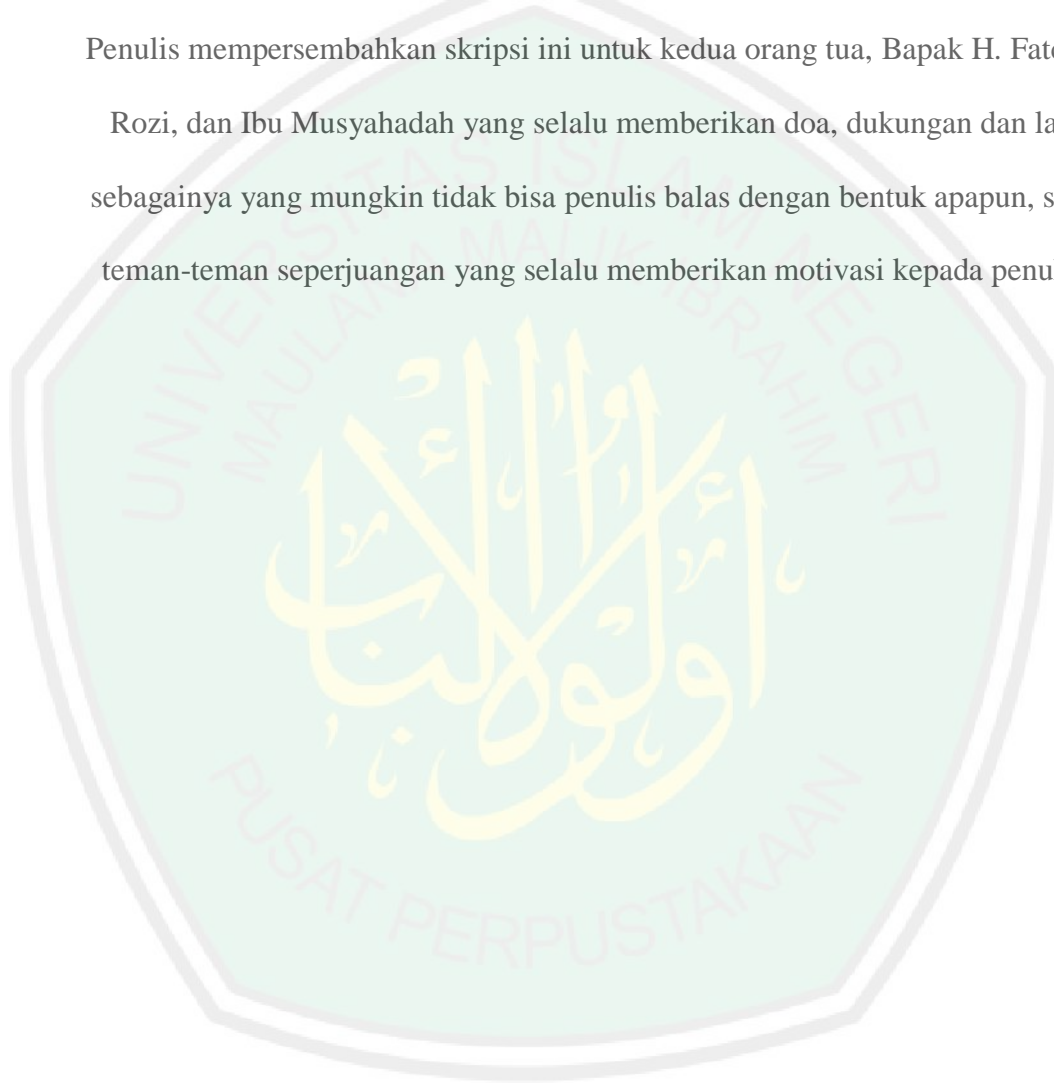 Penulis mempersembahkan skripsi ini untuk kedua orang tua, Bapak H.
Rozi, dan Ibu Musyahadah yang selalu memberikan doa, dukungan dan
sebagainya yang mungkin tidak bisa penulis balas dengan bentuk apapun,
teman-teman seperjuangan yang selalu memberikan motivasi kepada
UNIVERSITAS ISLAM NEGERI
MAULANA MALIK IBRAHIM
أولوا الألباب
PUSAT PERPUSTAKAAN